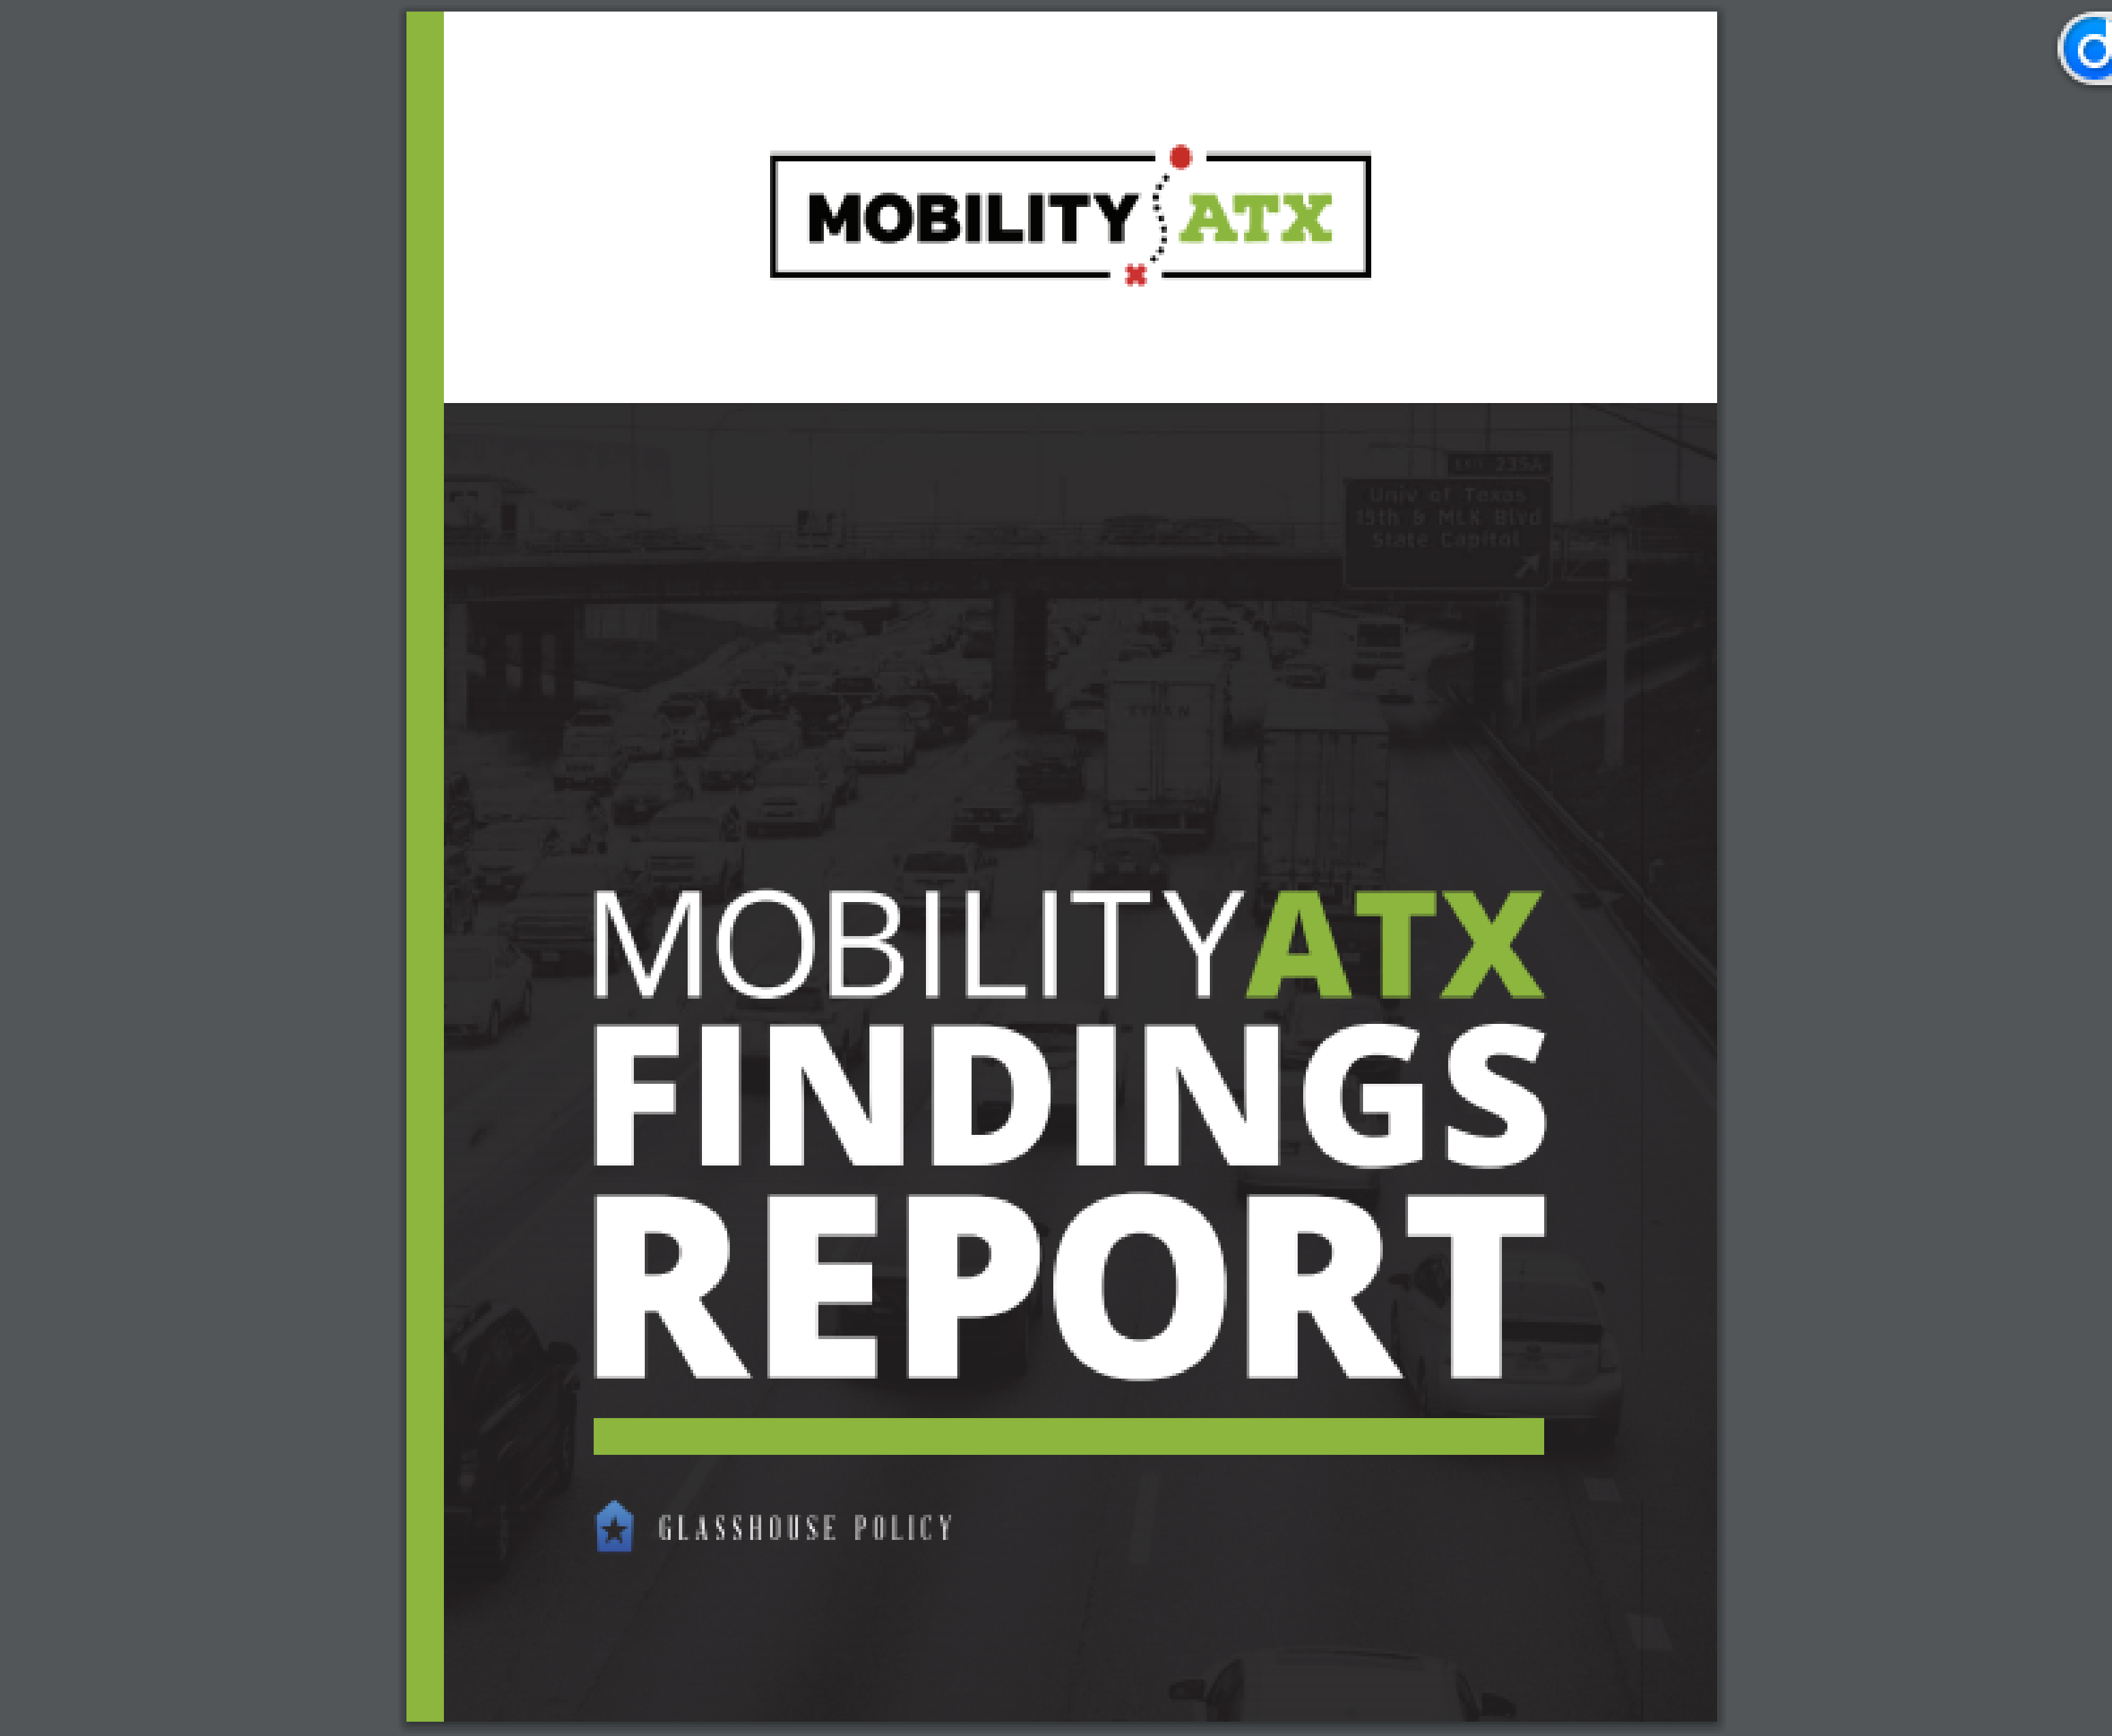 MOBILITY ATX
EXIT 235A
Univ of Texas
15th & MLK Blvd
State Capitol
MOBILITYATX
FINDINGS
REPORT
GLASSHOUSE POLICY